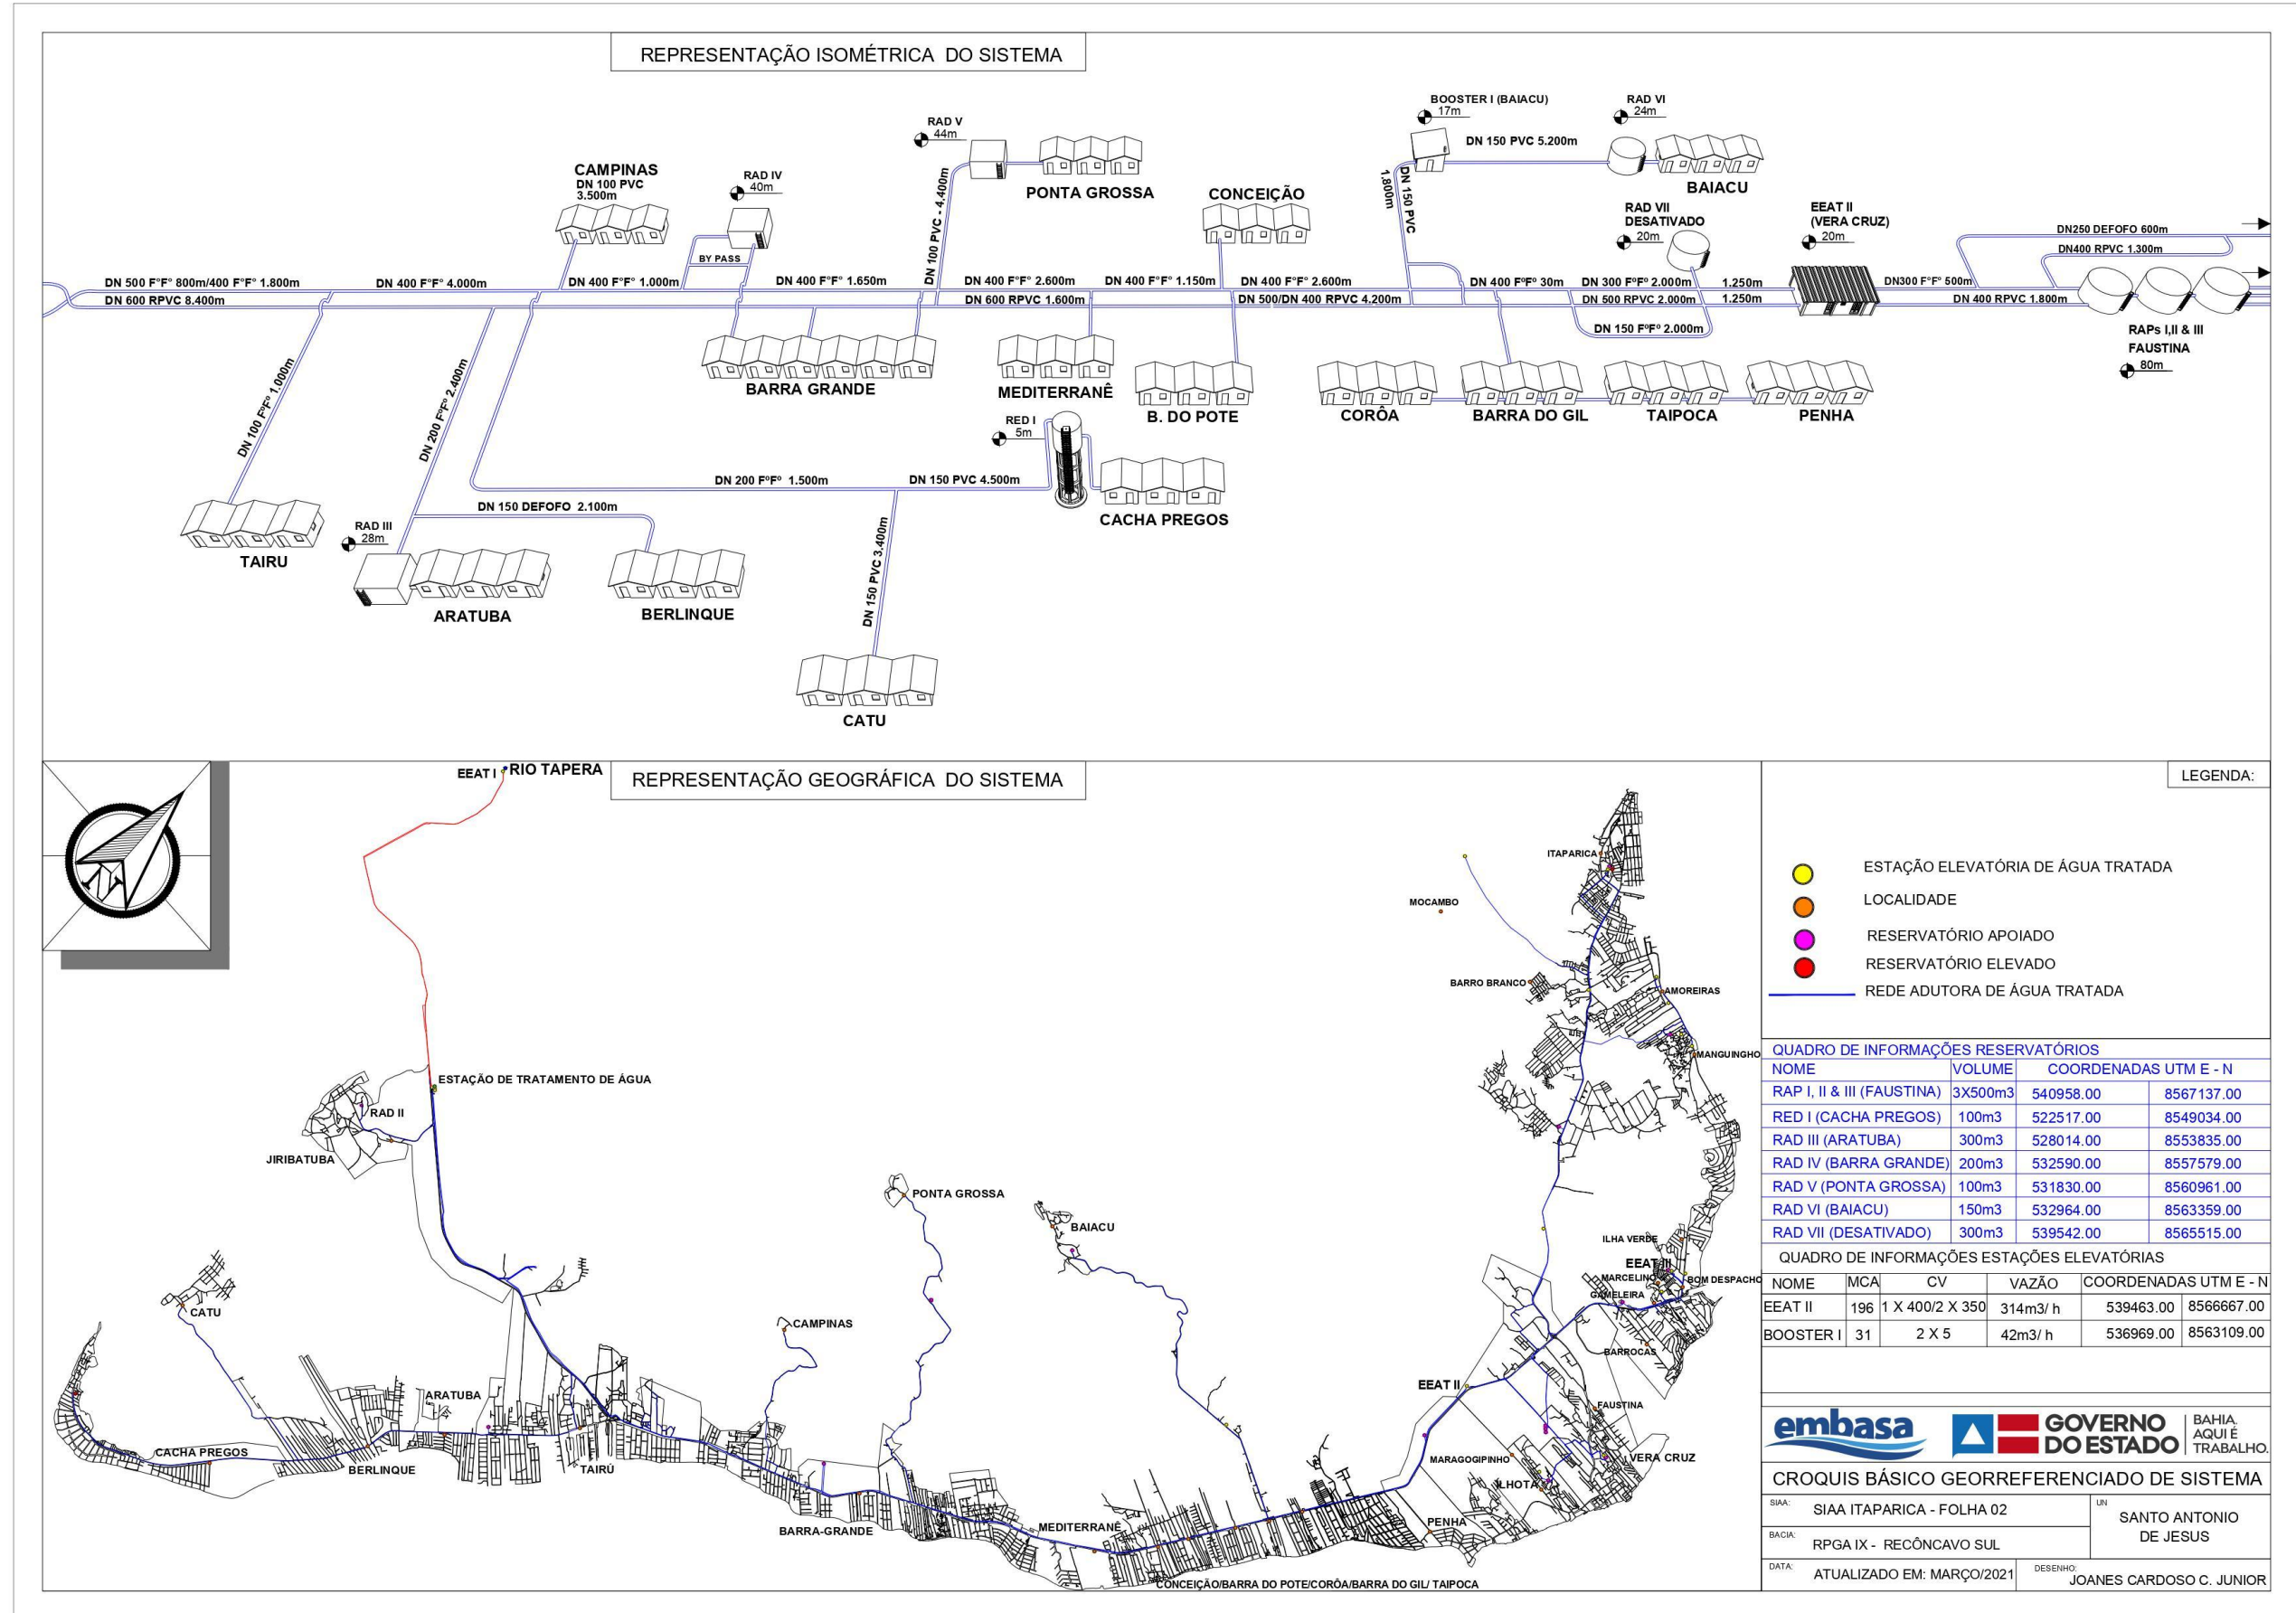 REPRESENTAÇÃO ISOMÉTRICA DO SISTEMA
BOOSTER I (BAIACU)
17m
RAD VI
24m
DN 150 PVC 5.200m
BAIACU
RAD V
44m
PONTA GROSSA
CAMPINAS
DN 100 PVC
3.500m
RAD IV
40m
BY PASS
DN 100 PVC - 4.400m
CONCEIÇÃO
1.800m
DN 150 PVC
RAD VII
DESATIVADO
20m
EEAT II
(VERA CRUZ)
20m
DN250 DEFOFO 600m
DN400 RPVC 1.300m
DN 500 F°F° 800m/400 F°F° 1.800m
DN 400 F°F° 4.000m
DN 400 F°F° 1.000m
DN 400 F°F° 1.650m
DN 400 F°F° 2.600m
DN 400 F°F° 1.150m
DN 400 F°F° 2.600m
DN 400 FºFº 30m
DN 300 F°F° 2.000m
1.250m
DN300 F°F° 500m
DN 600 RPVC 8.400m
DN 600 RPVC 1.600m
DN 500/DN 400 RPVC 4.200m
DN 500 RPVC 2.000m
1.250m
DN 400 RPVC 1.800m
DN 150 FºFº 2.000m
RAPs I,II & III
FAUSTINA
80m
DN 100 FºFº 1.000m
DN 200 FºFº 2.400m
BARRA GRANDE
MEDITERRANÊ
B. DO POTE
CORÔA
BARRA DO GIL
TAIPOCA
PENHA
RED I
5m
DN 200 FºFº 1.500m
DN 150 PVC 4.500m
CACHA PREGOS
DN 150 DEFOFO 2.100m
RAD III
28m
TAIRU
ARATUBA
BERLINQUE
DN 150 PVC 3.400m
CATU
REPRESENTAÇÃO GEOGRÁFICA DO SISTEMA
N
EEAT I
RIO TAPERA
ESTAÇÃO DE TRATAMENTO DE ÁGUA
RAD II
JIRIBATUBA
CATU
CACHA PREGOS
BERLINQUE
ARATUBA
TAIRÚ
CAMPINAS
PONTA GROSSA
BAIACU
BARRA-GRANDE
MEDITERRANÊ
CONCEIÇÃO/BARRA DO POTE/CORÔA/BARRA DO GIL/ TAIPOCA
ITAPARICA
MOCAMBO
BARRO BRANCO
AMOREIRAS
MANGUINGHO
ILHA VERDE
EEAT III
MARCELINO
BOM DESPACHO
GAMELEIRA
BARROCAS
EEAT II
FAUSTINA
MARAGOGIPINHO
VERA CRUZ
ILHOTA
PENHA
LEGENDA:
ESTAÇÃO ELEVATÓRIA DE ÁGUA TRATADA
LOCALIDADE
RESERVATÓRIO APOIADO
RESERVATÓRIO ELEVADO
REDE ADUTORA DE ÁGUA TRATADA
QUADRO DE INFORMAÇÕES RESERVATÓRIOS
NOME VOLUME COORDENADAS UTM E - N
RAP I, II & III (FAUSTINA) 3X500m3 540958.00 8567137.00
RED I (CACHA PREGOS) 100m3 522517.00 8549034.00
RAD III (ARATUBA) 300m3 528014.00 8553835.00
RAD IV (BARRA GRANDE) 200m3 532590.00 8557579.00
RAD V (PONTA GROSSA) 100m3 531830.00 8560961.00
RAD VI (BAIACU) 150m3 532964.00 8563359.00
RAD VII (DESATIVADO) 300m3 539542.00 8565515.00
QUADRO DE INFORMAÇÕES ESTAÇÕES ELEVATÓRIAS
NOME MCA CV VAZÃO COORDENADAS UTM E - N
EEAT II 196 1 X 400/2 X 350 314m3/ h 539463.00 8566667.00
BOOSTER I 31 2 X 5 42m3/ h 536969.00 8563109.00
embasa
GOVERNO
DO ESTADO
BAHIA.
AQUI É
TRABALHO.
CROQUIS BÁSICO GEORREFERENCIADO DE SISTEMA
SIAA: SIAA ITAPARICA - FOLHA 02
UN SANTO ANTONIO
DE JESUS
BACIA: RPGA IX - RECÔNCAVO SUL
DATA: ATUALIZADO EM: MARÇO/2021
DESENHO: JOANES CARDOSO C. JUNIOR